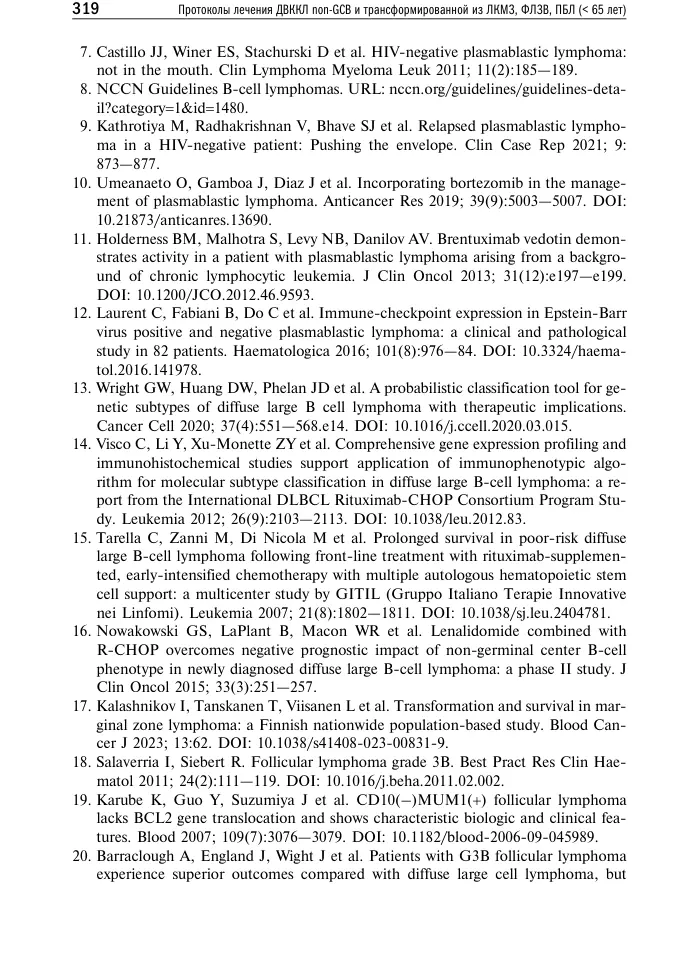 319 Протоколы лечения ДВККЛ non-GCB и трансформированной из ЛКМЗ, ФЛ3В, ПБЛ (< 65 лет)
7. Castillo JJ, Winer ES, Stachurski D et al. HIV-negative plasmablastic lymphoma:
not in the mouth. Clin Lymphoma Myeloma Leuk 2011; 11(2):185—189.
8. NCCN Guidelines B-cell lymphomas. URL: nccn.org/guidelines/guidelines-deta-
il?category=1&id=1480.
9. Kathrotiya M, Radhakrishnan V, Bhave SJ et al. Relapsed plasmablastic lympho-
ma in a HIV-negative patient: Pushing the envelope. Clin Case Rep 2021; 9:
873—877.
10. Umeanaeto O, Gamboa J, Diaz J et al. Incorporating bortezomib in the manage-
ment of plasmablastic lymphoma. Anticancer Res 2019; 39(9):5003—5007. DOI:
10.21873/anticanres.13690.
11. Holderness BM, Malhotra S, Levy NB, Danilov AV. Brentuximab vedotin demon-
strates activity in a patient with plasmablastic lymphoma arising from a backgro-
und of chronic lymphocytic leukemia. J Clin Oncol 2013; 31(12):e197—e199.
DOI: 10.1200/JCO.2012.46.9593.
12. Laurent C, Fabiani B, Do C et al. Immune-checkpoint expression in Epstein-Barr
virus positive and negative plasmablastic lymphoma: a clinical and pathological
study in 82 patients. Haematologica 2016; 101(8):976—84. DOI: 10.3324/haema-
tol.2016.141978.
13. Wright GW, Huang DW, Phelan JD et al. A probabilistic classification tool for ge-
netic subtypes of diffuse large B cell lymphoma with therapeutic implications.
Cancer Cell 2020; 37(4):551—568.e14. DOI: 10.1016/j.ccell.2020.03.015.
14. Visco C, Li Y, Xu-Monette ZY et al. Comprehensive gene expression profiling and
immunohistochemical studies support application of immunophenotypic algo-
rithm for molecular subtype classification in diffuse large B-cell lymphoma: a re-
port from the International DLBCL Rituximab-CHOP Consortium Program Stu-
dy. Leukemia 2012; 26(9):2103—2113. DOI: 10.1038/leu.2012.83.
15. Tarella C, Zanni M, Di Nicola M et al. Prolonged survival in poor-risk diffuse
large B-cell lymphoma following front-line treatment with rituximab-supplemen-
ted, early-intensified chemotherapy with multiple autologous hematopoietic stem
cell support: a multicenter study by GITIL (Gruppo Italiano Terapie Innovative
nei Linfomi). Leukemia 2007; 21(8):1802—1811. DOI: 10.1038/sj.leu.2404781.
16. Nowakowski GS, LaPlant B, Macon WR et al. Lenalidomide combined with
R-CHOP overcomes negative prognostic impact of non-germinal center B-cell
phenotype in newly diagnosed diffuse large B-cell lymphoma: a phase II study. J
Clin Oncol 2015; 33(3):251—257.
17. Kalashnikov I, Tanskanen T, Viisanen L et al. Transformation and survival in mar-
ginal zone lymphoma: a Finnish nationwide population-based study. Blood Can-
cer J 2023; 13:62. DOI: 10.1038/s41408-023-00831-9.
18. Salaverria I, Siebert R. Follicular lymphoma grade 3B. Best Pract Res Clin Hae-
matol 2011; 24(2):111—119. DOI: 10.1016/j.beha.2011.02.002.
19. Karube K, Guo Y, Suzumiya J et al. CD10(−)MUM1(+) follicular lymphoma
lacks BCL2 gene translocation and shows characteristic biologic and clinical fea-
tures. Blood 2007; 109(7):3076—3079. DOI: 10.1182/blood-2006-09-045989.
20. Barraclough A, England J, Wight J et al. Patients with G3B follicular lymphoma
experience superior outcomes compared with diffuse large cell lymphoma, but